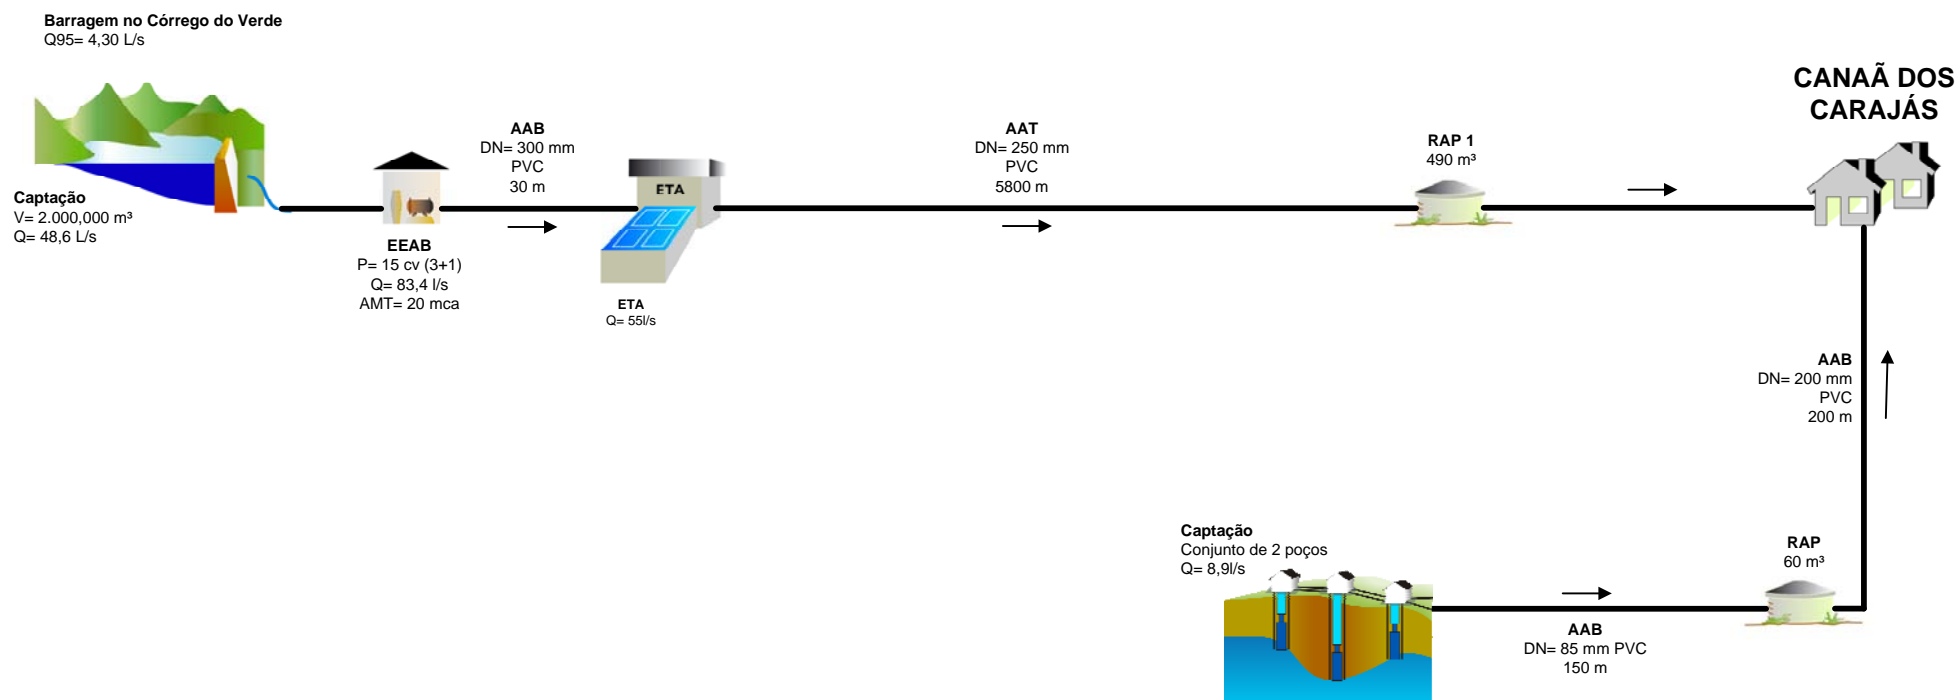 Barragem no Córrego do Verde
Q95= 4,30 L/s
CANAÃ DOS
CARAJÁS
AAB
DN= 300 mm
PVC
30 m
AAT
DN= 250 mm
PVC
5800 m
RAP 1
490 m³
ETA
Captação
V= 2.000,000 m³
Q= 48,6 L/s
EEAB
P= 15 cv (3+1)
Q= 83,4 l/s
AMT= 20 mca
ETA
Q= 55l/s
AAB
DN= 200 mm
PVC
200 m
Captação
Conjunto de 2 poços
Q= 8,9l/s
RAP
60 m³
AAB
DN= 85 mm PVC
150 m